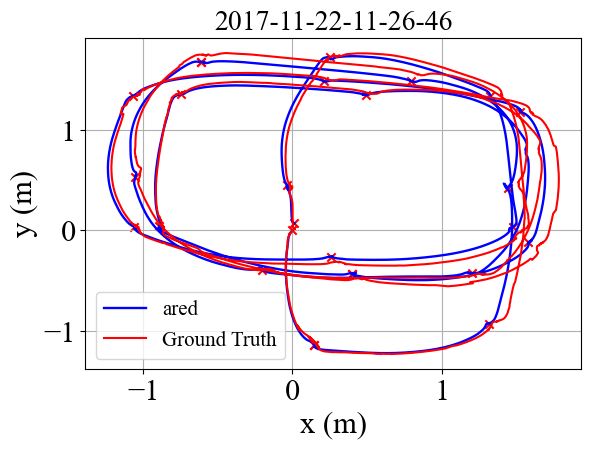 2017-11-22-11-26-46
y (m)
1
0
−1
ared
Ground Truth
−1 0 1
x (m)